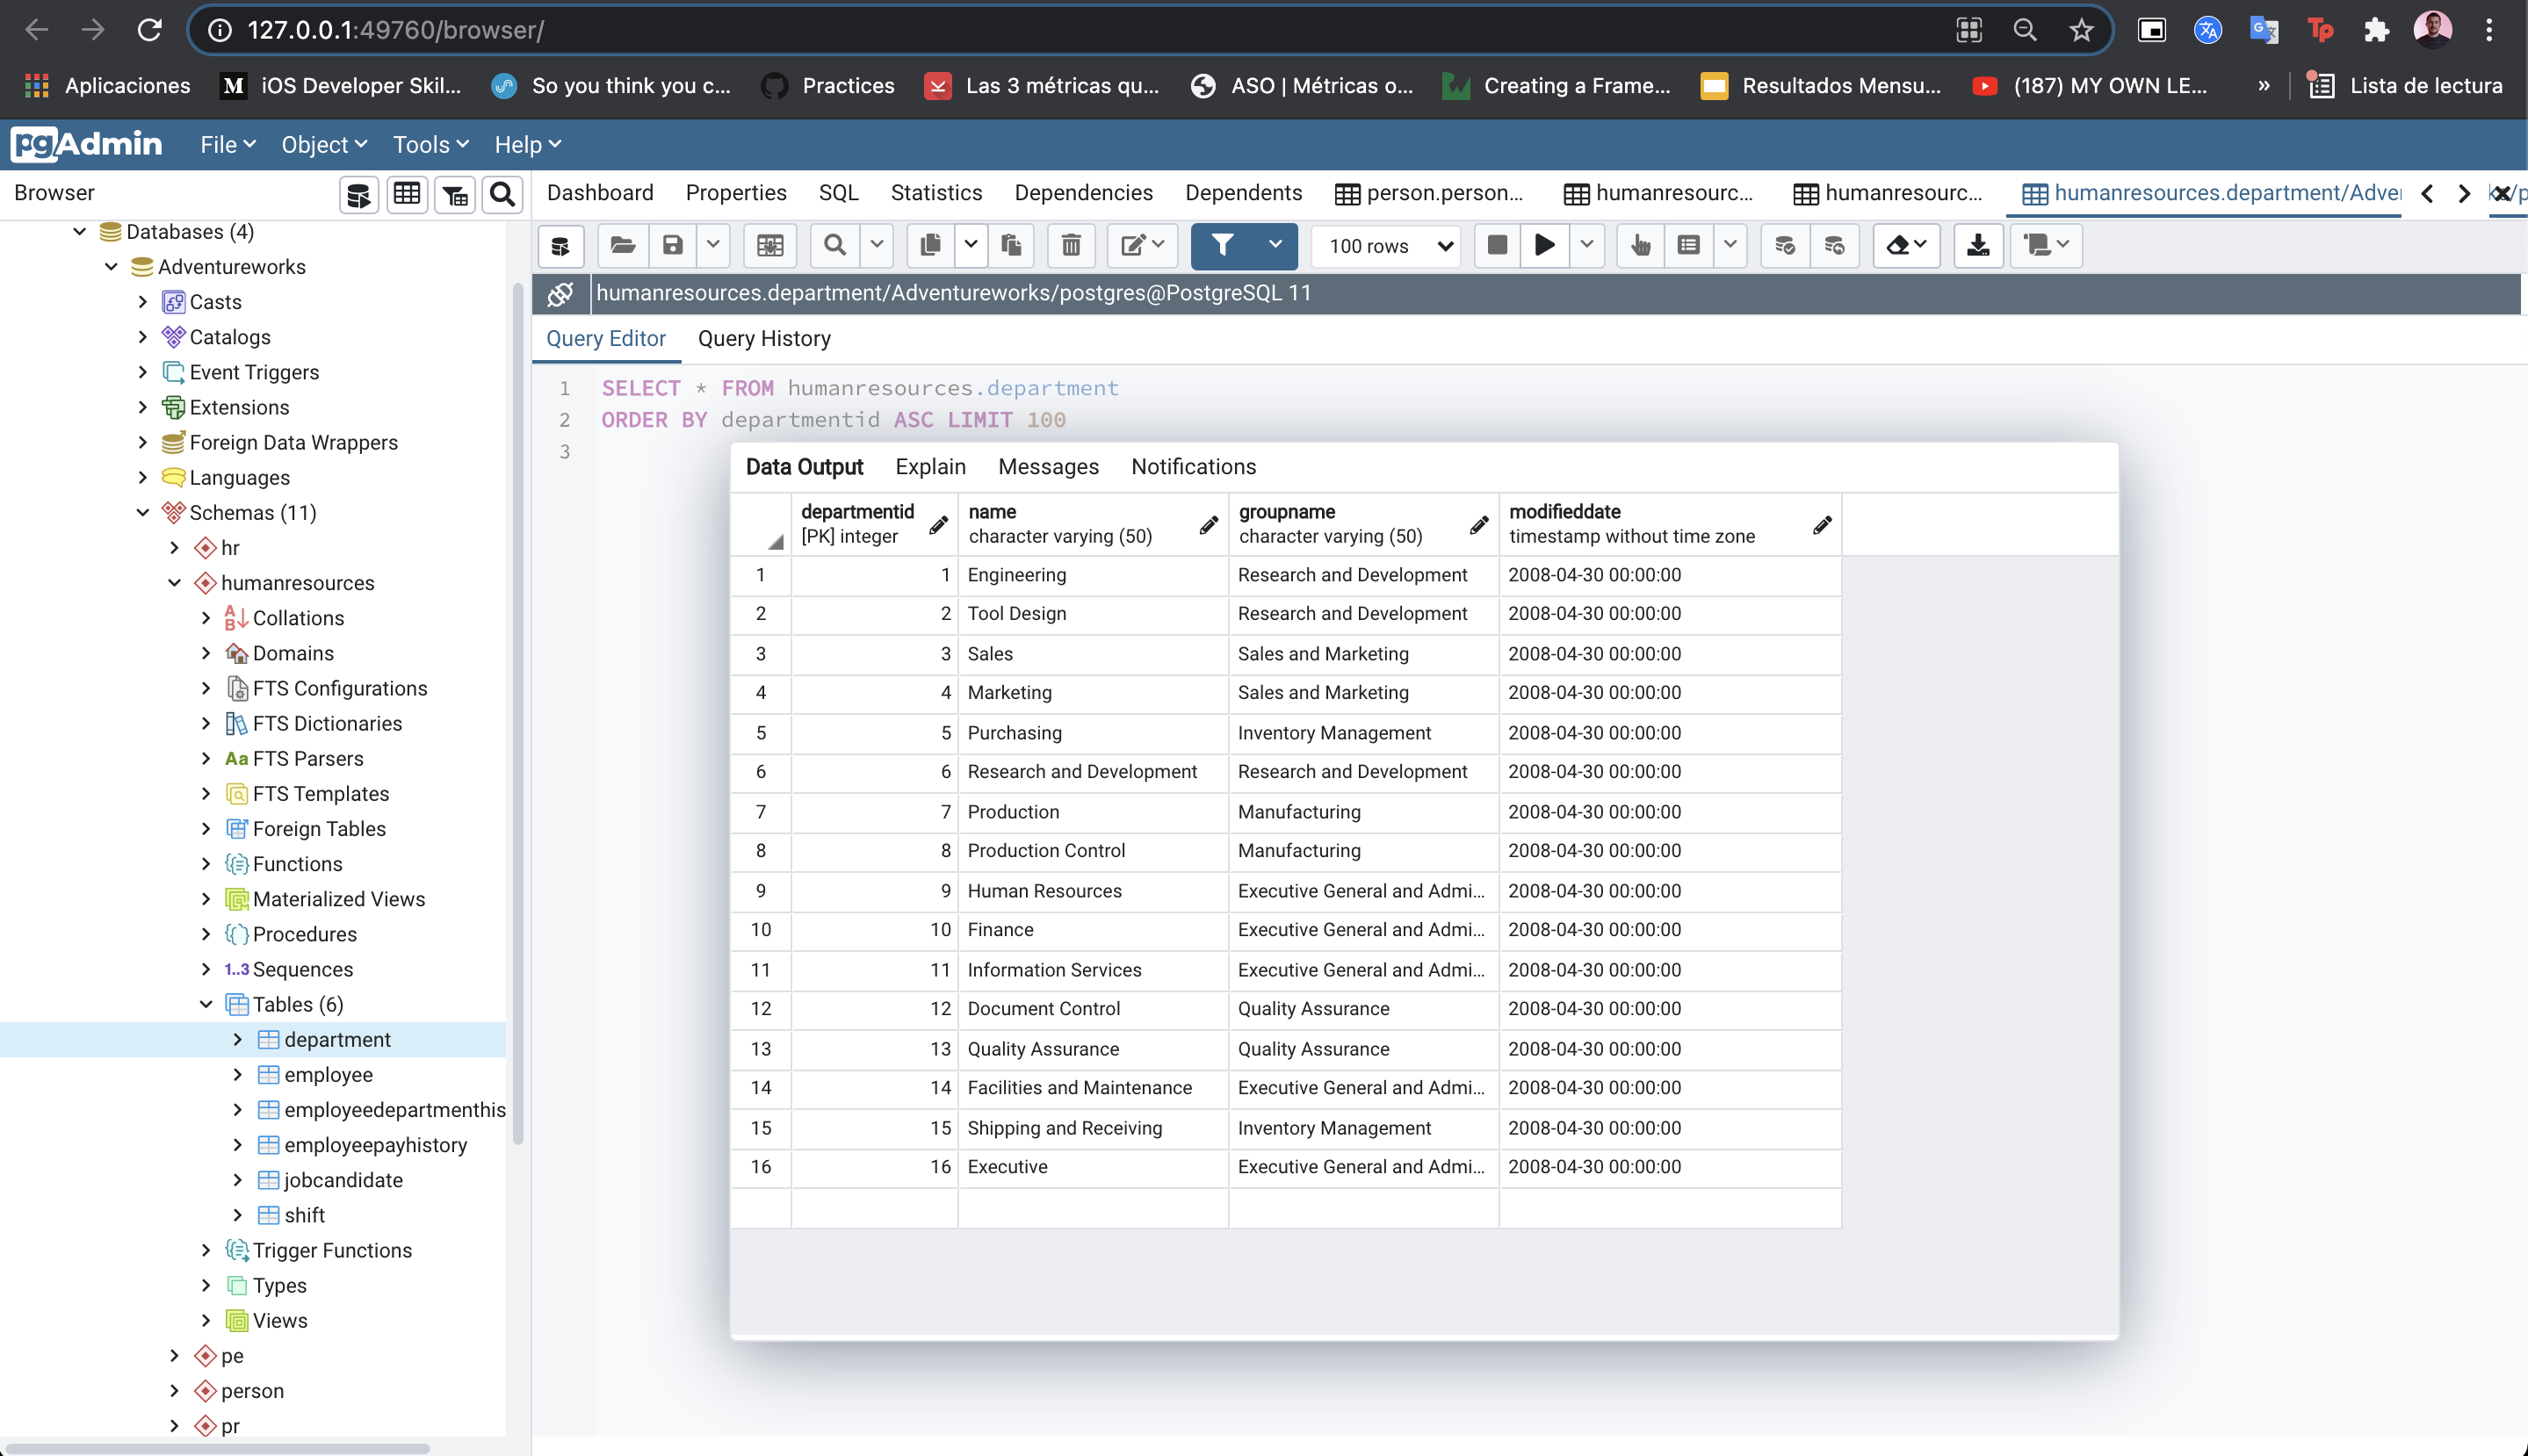 127.0.0.1:49760/browser/
Aplicaciones
iOS Developer Skil...
So you think you c...
Practices
Las 3 métricas qu...
ASO | Métricas o...
Creating a Frame...
Resultados Mensu...
(187) MY OWN LE...
»
Lista de lectura
pgAdmin
File
Object
Tools
Help
Browser
Dashboard
Properties
SQL
Statistics
Dependencies
Dependents
person.person...
humanresourc...
humanresourc...
humanresources.department/Adver
Databases (4)
Adventureworks
Casts
Catalogs
Event Triggers
Extensions
Foreign Data Wrappers
Languages
Schemas (11)
hr
humanresources
Collations
Domains
FTS Configurations
FTS Dictionaries
Aa FTS Parsers
FTS Templates
Foreign Tables
Functions
Materialized Views
Procedures
1..3 Sequences
Tables (6)
department
employee
employeedepartmenthis
employeepayhistory
jobcandidate
shift
Trigger Functions
Types
Views
pe
person
pr
100 rows
humanresources.department/Adventureworks/postgres@PostgreSQL 11
Query Editor
Query History
1 SELECT * FROM humanresources.department
2 ORDER BY departmentid ASC LIMIT 100
3
Data Output
Explain
Messages
Notifications
departmentid name groupname modifieddate
[PK] integer character varying (50) character varying (50) timestamp without time zone
1 1 Engineering Research and Development 2008-04-30 00:00:00
2 2 Tool Design Research and Development 2008-04-30 00:00:00
3 3 Sales Sales and Marketing 2008-04-30 00:00:00
4 4 Marketing Sales and Marketing 2008-04-30 00:00:00
5 5 Purchasing Inventory Management 2008-04-30 00:00:00
6 6 Research and Development Research and Development 2008-04-30 00:00:00
7 7 Production Manufacturing 2008-04-30 00:00:00
8 8 Production Control Manufacturing 2008-04-30 00:00:00
9 9 Human Resources Executive General and Admi... 2008-04-30 00:00:00
10 10 Finance Executive General and Admi... 2008-04-30 00:00:00
11 11 Information Services Executive General and Admi... 2008-04-30 00:00:00
12 12 Document Control Quality Assurance 2008-04-30 00:00:00
13 13 Quality Assurance Quality Assurance 2008-04-30 00:00:00
14 14 Facilities and Maintenance Executive General and Admi... 2008-04-30 00:00:00
15 15 Shipping and Receiving Inventory Management 2008-04-30 00:00:00
16 16 Executive Executive General and Admi... 2008-04-30 00:00:00